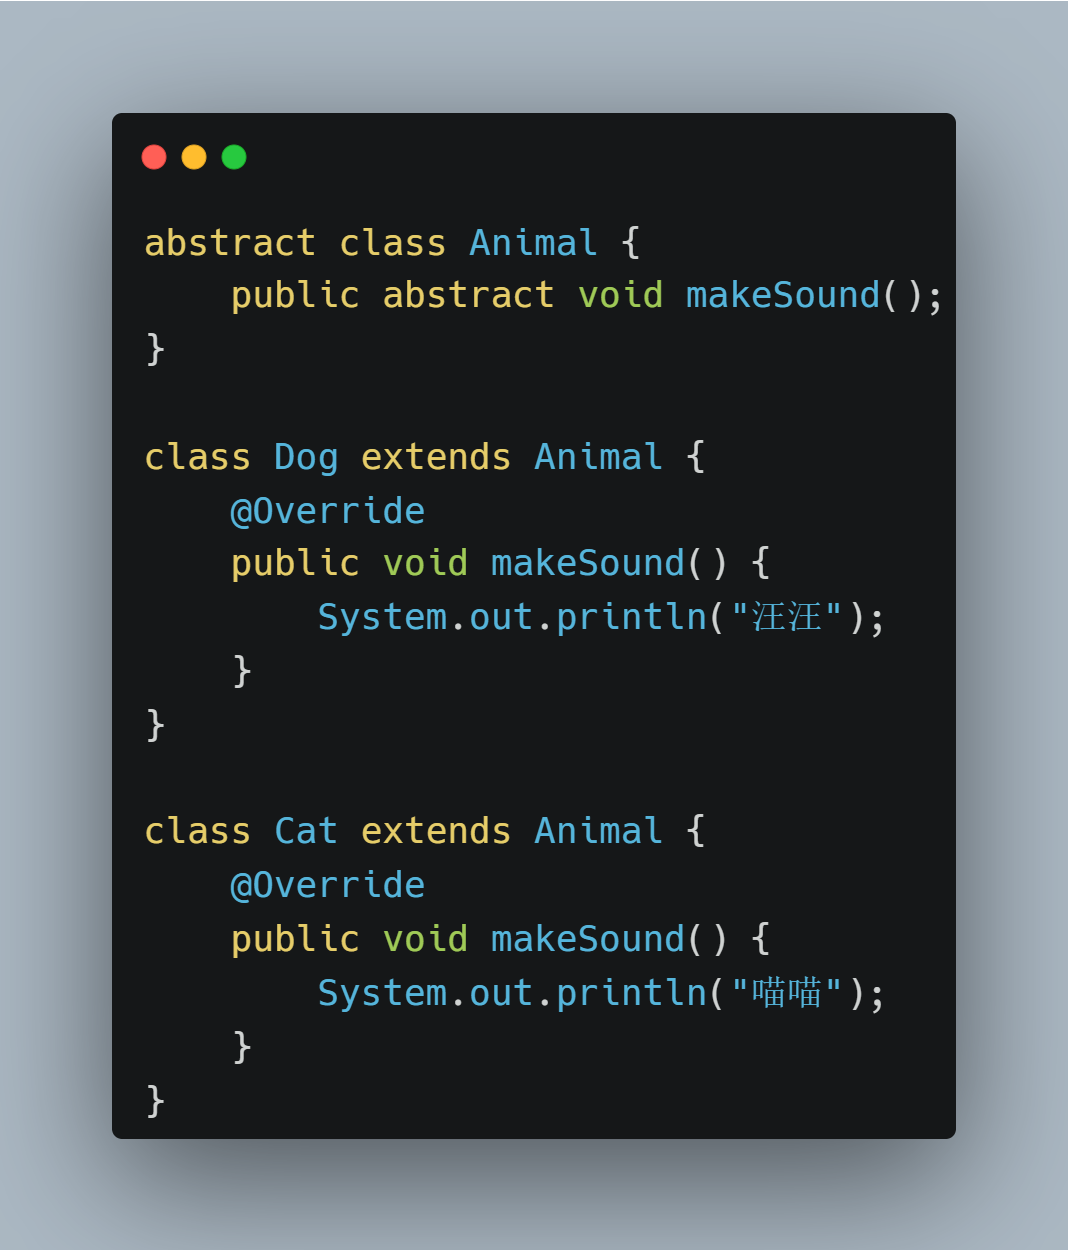 abstract class Animal {
    public abstract void makeSound();
}

class Dog extends Animal {
    @Override
    public void makeSound() {
        System.out.println("汪汪");
    }
}

class Cat extends Animal {
    @Override
    public void makeSound() {
        System.out.println("喵喵");
    }
}